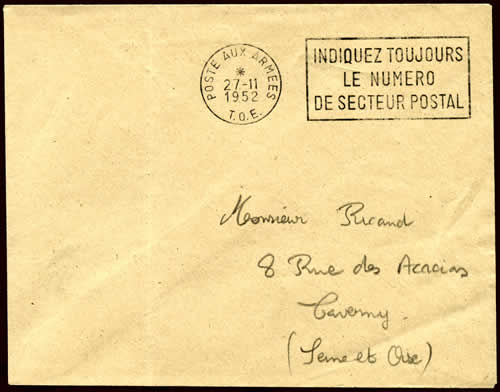 POSTE AUX ARMEES
*
27-11
1952
T.O.E.
INDIQUEZ TOUJOURS
LE NUMERO
DE SECTEUR POSTAL
Monsieur Ricaud
8 Rue des Acacias
Taverny.
(Seine et Oise)